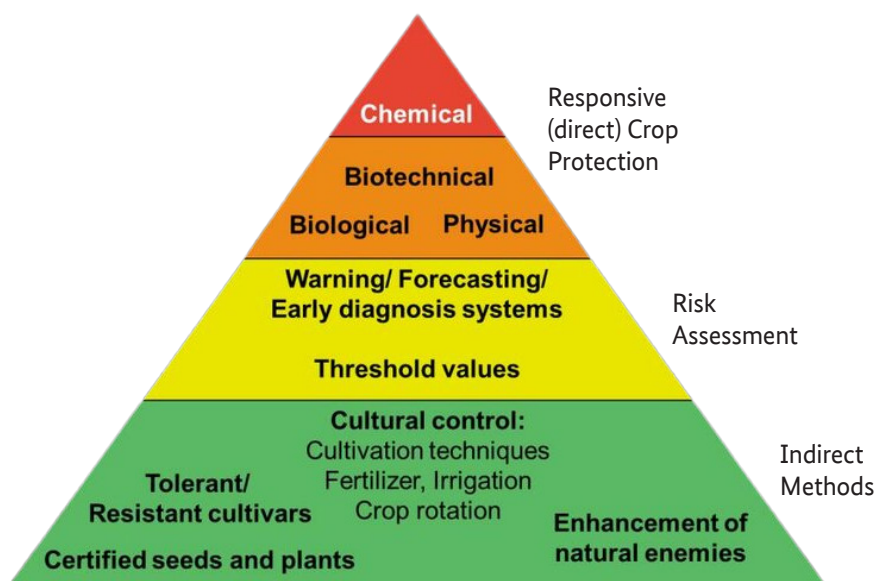 Chemical
Responsive
(direct) Crop
Protection
Biotechnical
Biological Physical
Warning/ Forecasting/
Early diagnosis systems
Threshold values
Risk
Assessment
Cultural control:
Cultivation techniques
Fertilizer, Irrigation
Crop rotation
Tolerant/
Resistant cultivars
Certified seeds and plants
Enhancement of
natural enemies
Indirect
Methods